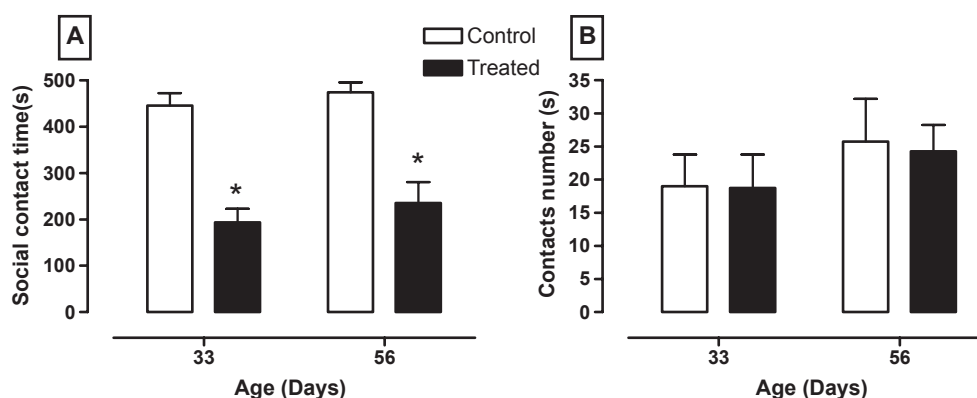 A
Control
Treated
B
Social contact time(s)
500
400
300
200
100
0
*
*
33
56
Age (Days)
Contacts number (s)
35
30
25
20
15
10
5
0
33
56
Age (Days)